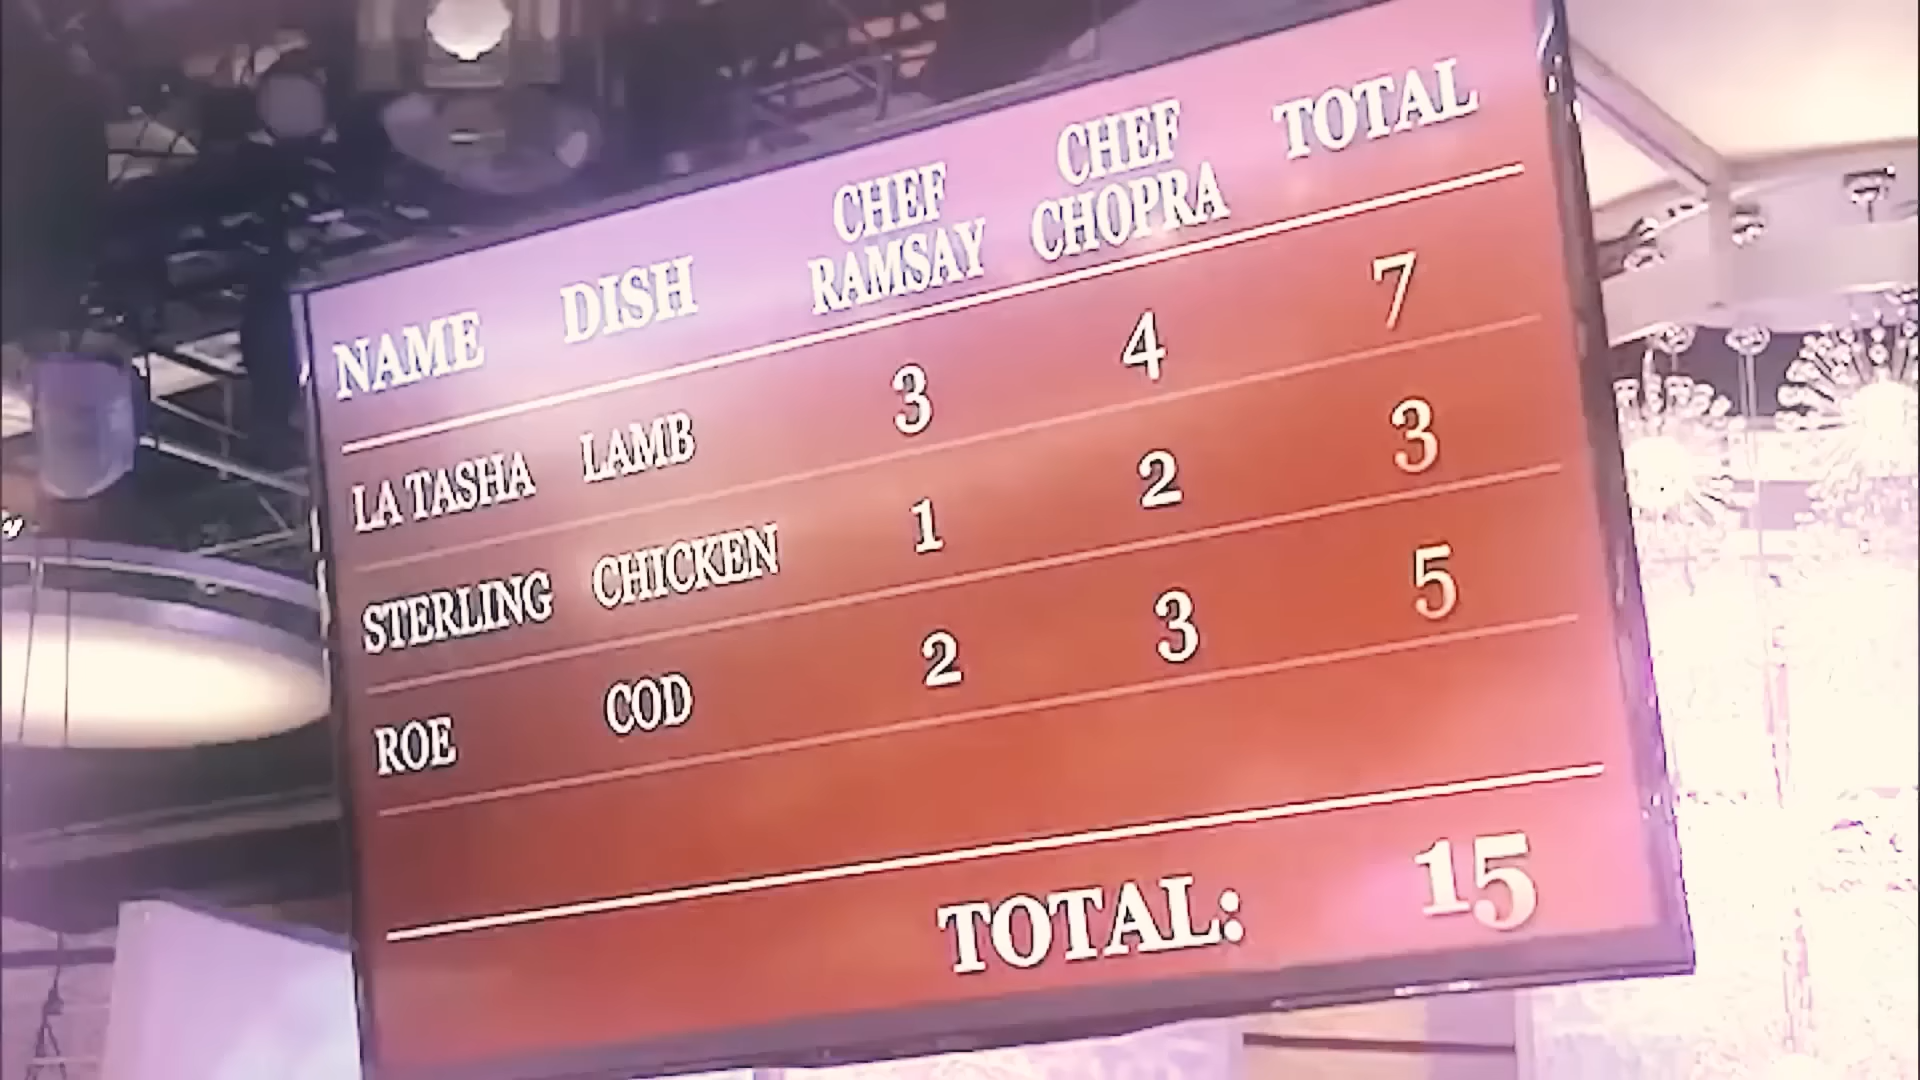 NAME DISH CHEF RAMSAY CHEF CHOPRA TOTAL
LA TASHA LAMB 3 4 7
STERLING CHICKEN 1 2 3
ROE COD 2 3 5
TOTAL: 15